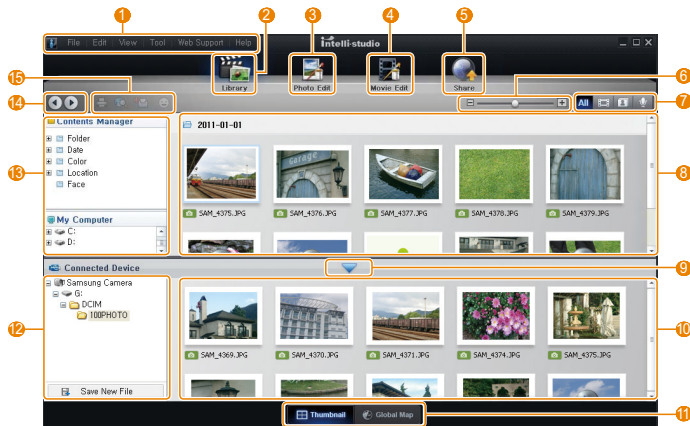 1
2
3
4
5
File Edit View Tool Web Support Help
intelli-studio
Library
Photo Edit
Movie Edit
Share
6
15
14
7
All
Contents Manager
2011-01-01
Folder
Date
Color
Location
Face
13
8
SAM_4375.JPG
SAM_4376.JPG
SAM_4377.JPG
SAM_4378.JPG
SAM_4379.JPG
My Computer
C:
D:
Connected Device
9
Samsung Camera
G:
DCIM
100PHOTO
12
10
SAM_4369.JPG
SAM_4370.JPG
SAM_4371.JPG
SAM_4374.JPG
SAM_4375.JPG
Save New File
Thumbnail
Global Map
11